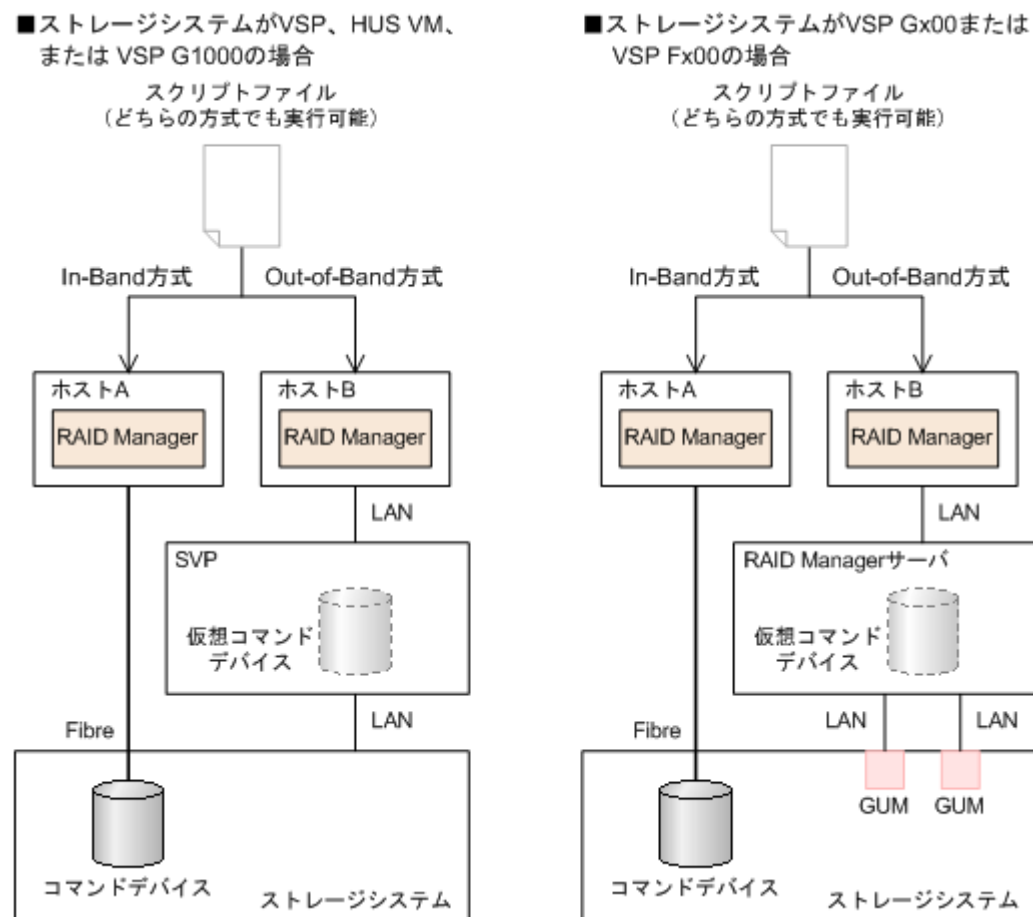 ■ストレージシステムがVSP、HUS VM、
または VSP G1000の場合
スクリプトファイル
（どちらの方式でも実行可能）
In-Band方式
Out-of-Band方式
ホストA
RAID Manager
ホストB
RAID Manager
LAN
SVP
仮想コマンド
デバイス
LAN
Fibre
コマンドデバイス
ストレージシステム
■ストレージシステムがVSP Gx00または
VSP Fx00の場合
スクリプトファイル
（どちらの方式でも実行可能）
In-Band方式
Out-of-Band方式
ホストA
RAID Manager
ホストB
RAID Manager
LAN
RAID Managerサーバ
仮想コマンド
デバイス
LAN
LAN
Fibre
GUM
GUM
コマンドデバイス
ストレージシステム